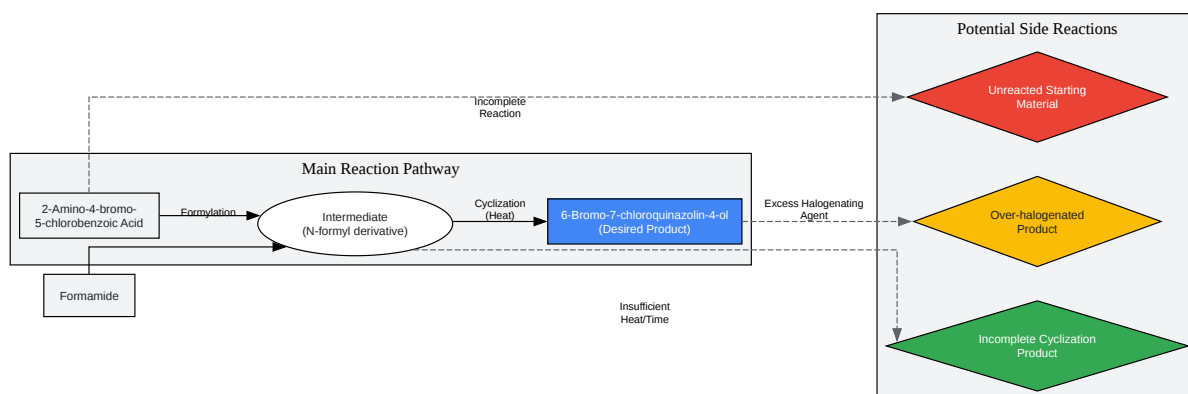 Potential Side Reactions
Unreacted Starting
Material
Incomplete
Reaction
Main Reaction Pathway
2-Amino-4-bromo-
5-chlorobenzoic Acid
Formylation
Intermediate
(N-formyl derivative)
Cyclization
(Heat)
6-Bromo-7-chloroquinazolin-4-ol
(Desired Product)
Excess Halogenating
Agent
Over-halogenated
Product
Formamide
Insufficient
Heat/Time
Incomplete Cyclization
Product